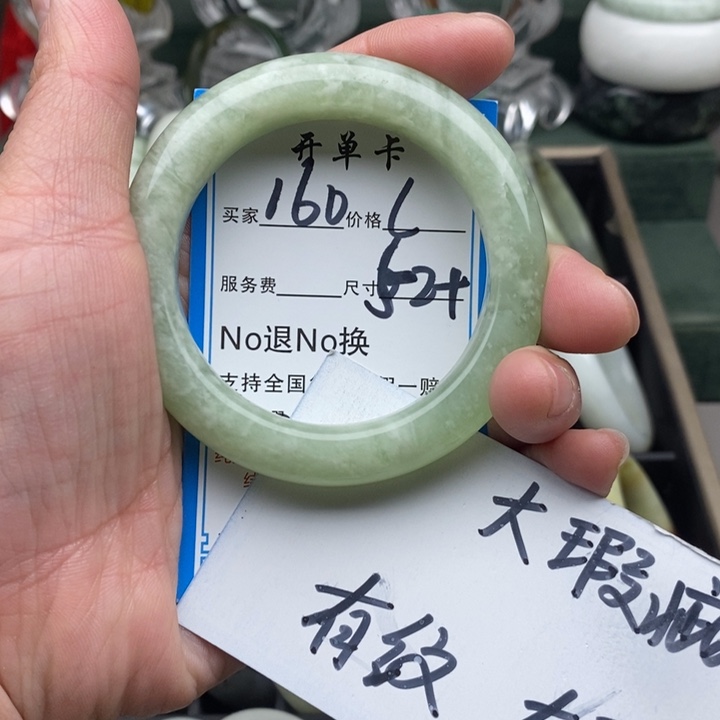 开单卡
买家 160 价格
服务费 尺寸 52+
No退No换
支持全国
大瑕疵
有纹